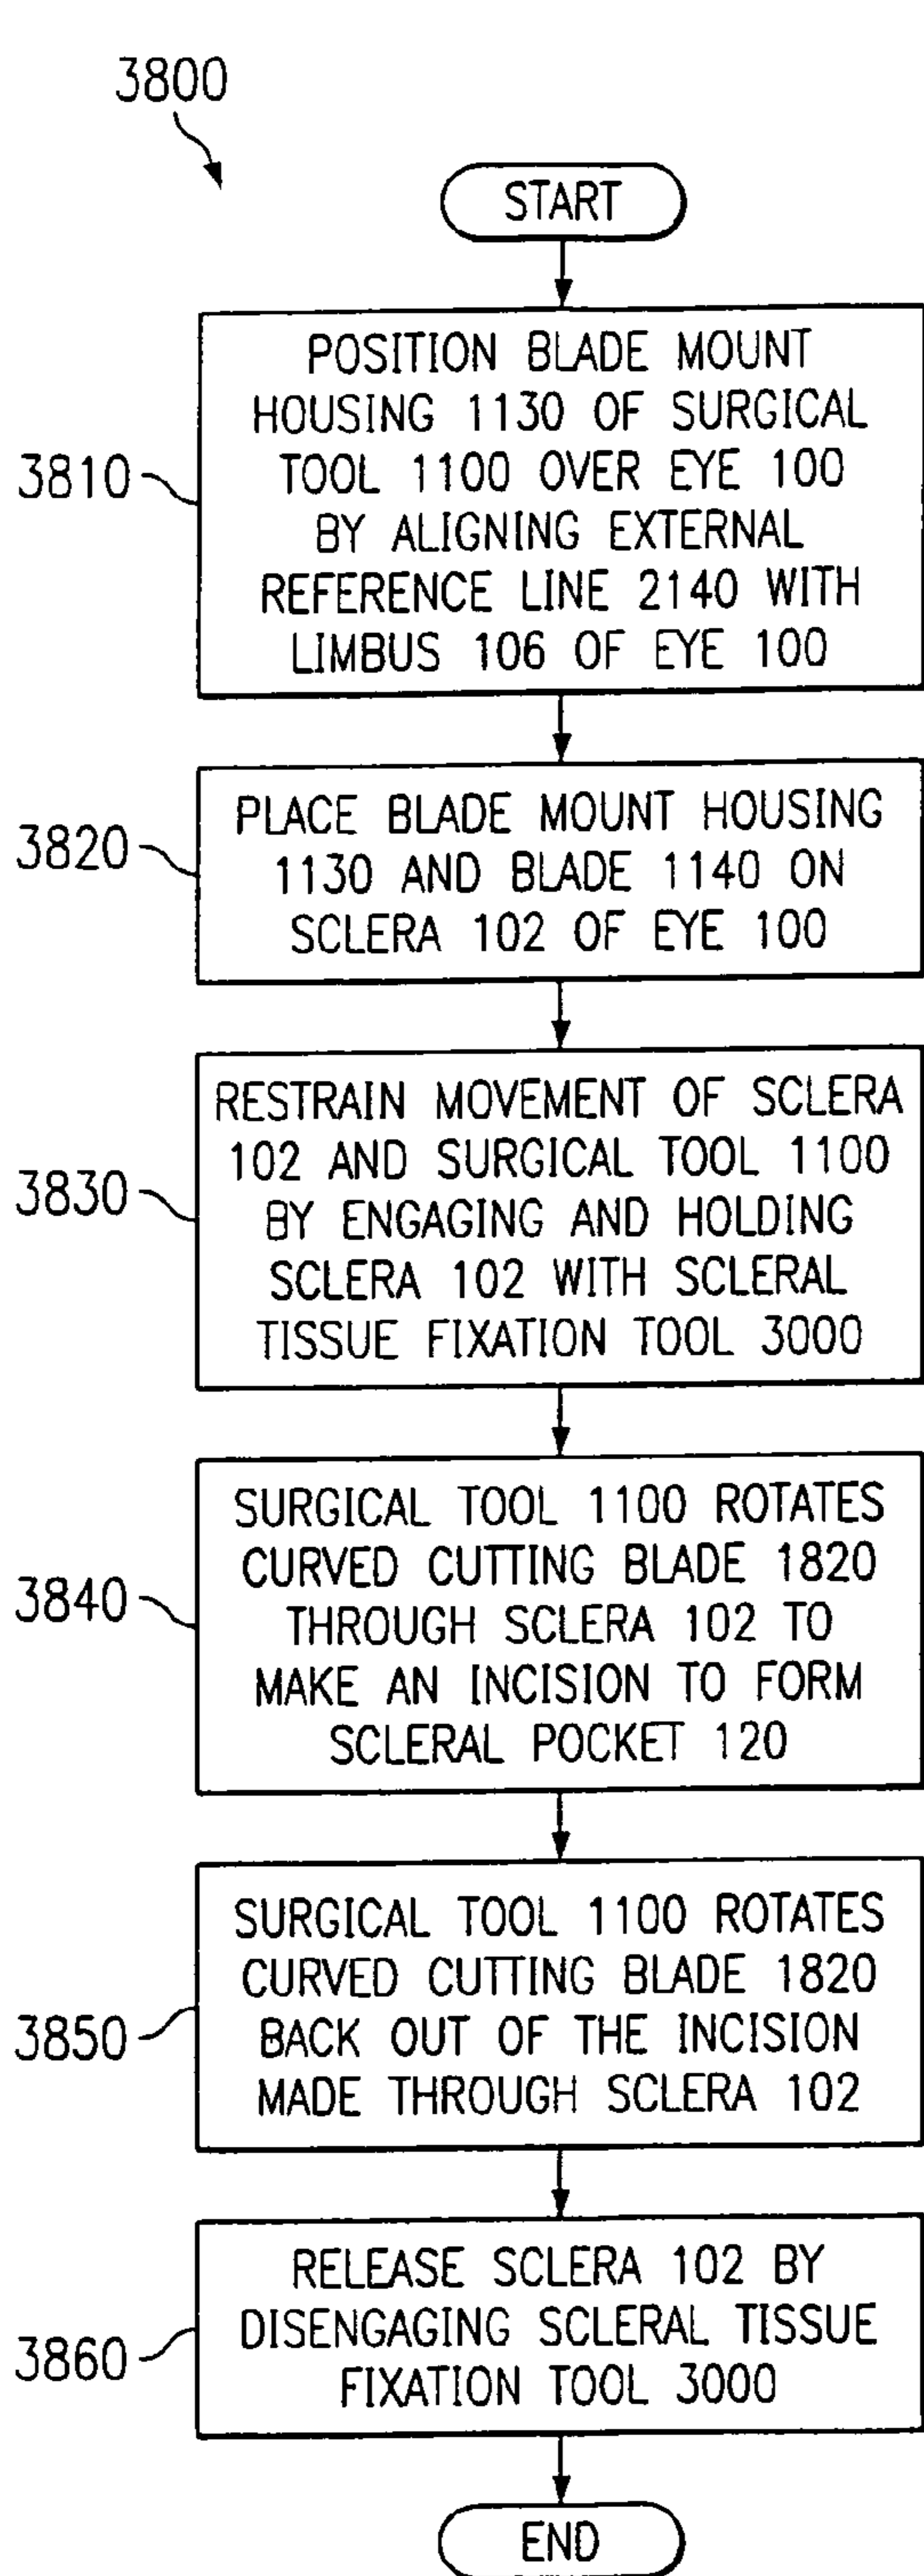 3800
START
3810
POSITION BLADE MOUNT
HOUSING 1130 OF SURGICAL
TOOL 1100 OVER EYE 100
BY ALIGNING EXTERNAL
REFERENCE LINE 2140 WITH
LIMBUS 106 OF EYE 100
3820
PLACE BLADE MOUNT HOUSING
1130 AND BLADE 1140 ON
SCLERA 102 OF EYE 100
3830
RESTRAIN MOVEMENT OF SCLERA
102 AND SURGICAL TOOL 1100
BY ENGAGING AND HOLDING
SCLERA 102 WITH SCLERAL
TISSUE FIXATION TOOL 3000
3840
SURGICAL TOOL 1100 ROTATES
CURVED CUTTING BLADE 1820
THROUGH SCLERA 102 TO
MAKE AN INCISION TO FORM
SCLERAL POCKET 120
3850
SURGICAL TOOL 1100 ROTATES
CURVED CUTTING BLADE 1820
BACK OUT OF THE INCISION
MADE THROUGH SCLERA 102
3860
RELEASE SCLERA 102 BY
DISENGAGING SCLERAL TISSUE
FIXATION TOOL 3000
END